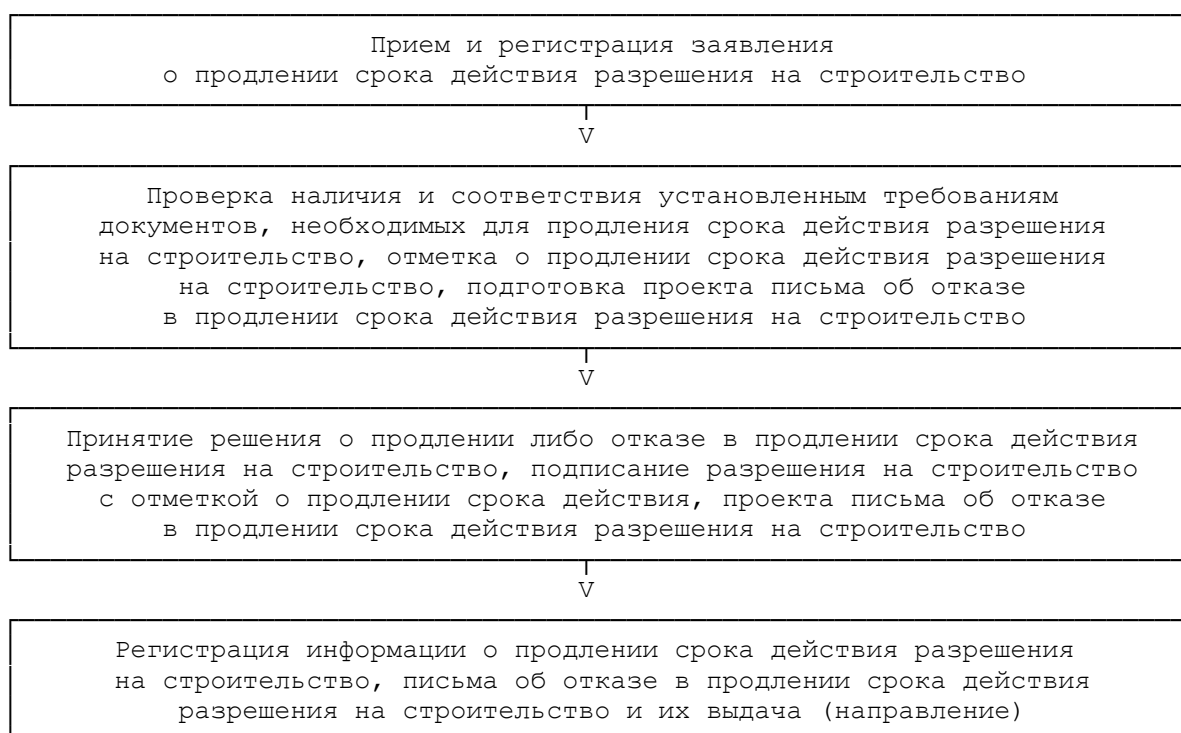 Прием и регистрация заявления
о продлении срока действия разрешения на строительство
V
Проверка наличия и соответствия установленным требованиям
документов, необходимых для продления срока действия разрешения
на строительство, отметка о продлении срока действия разрешения
на строительство, подготовка проекта письма об отказе
в продлении срока действия разрешения на строительство
V
Принятие решения о продлении либо отказе в продлении срока действия
разрешения на строительство, подписание разрешения на строительство
с отметкой о продлении срока действия, проекта письма об отказе
в продлении срока действия разрешения на строительство
V
Регистрация информации о продлении срока действия разрешения
на строительство, письма об отказе в продлении срока действия
разрешения на строительство и их выдача (направление)